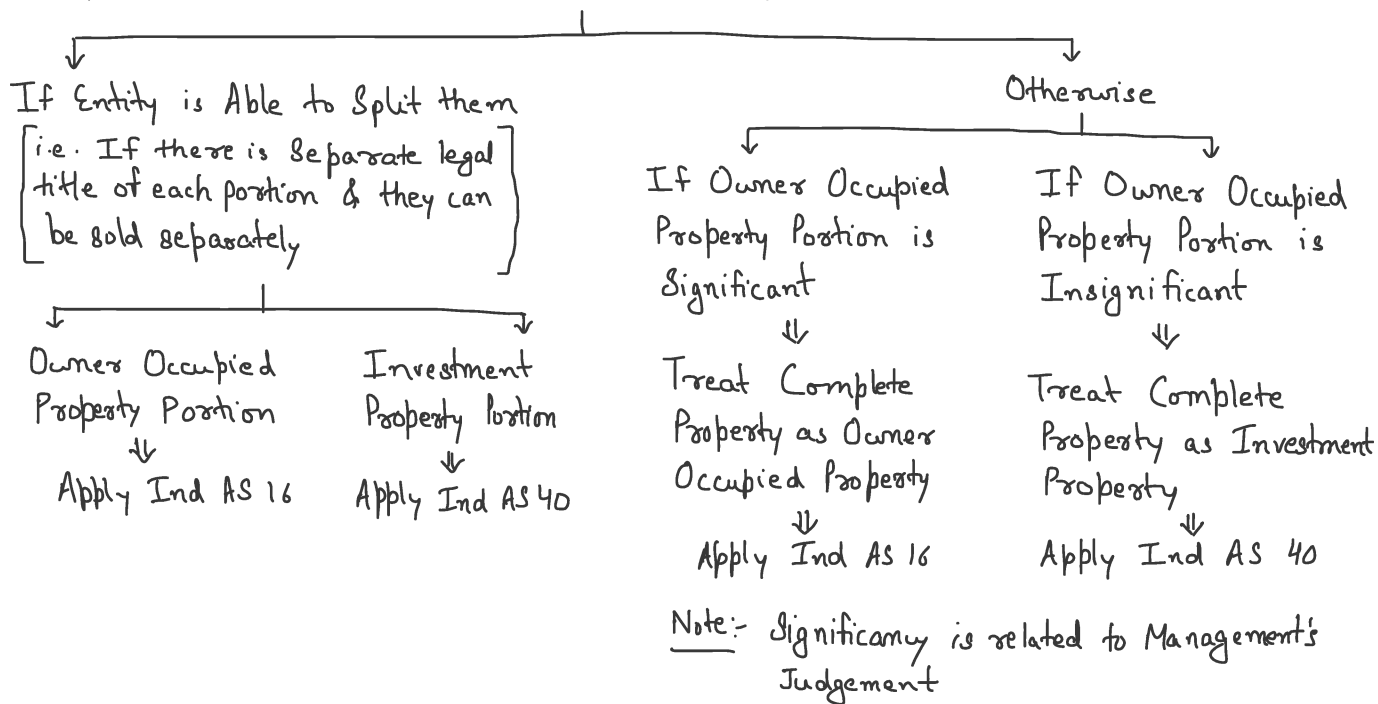 If Entity is Able to Split them
[i.e. If there is Separate legal
title of each portion & they can
be sold separately]
Owner Occupied
Property Portion
⇓
Apply Ind AS 16
Investment
Property Portion
⇓
Apply Ind AS 40
Otherwise
If Owner Occupied
Property Portion is
Significant
⇓
Treat Complete
Property as Owner
Occupied Property
⇓
Apply Ind AS 16
If Owner Occupied
Property Portion is
Insignificant
⇓
Treat Complete
Property as Investment
Property
⇓
Apply Ind AS 40
Note:- Significancy is related to Management's
Judgement